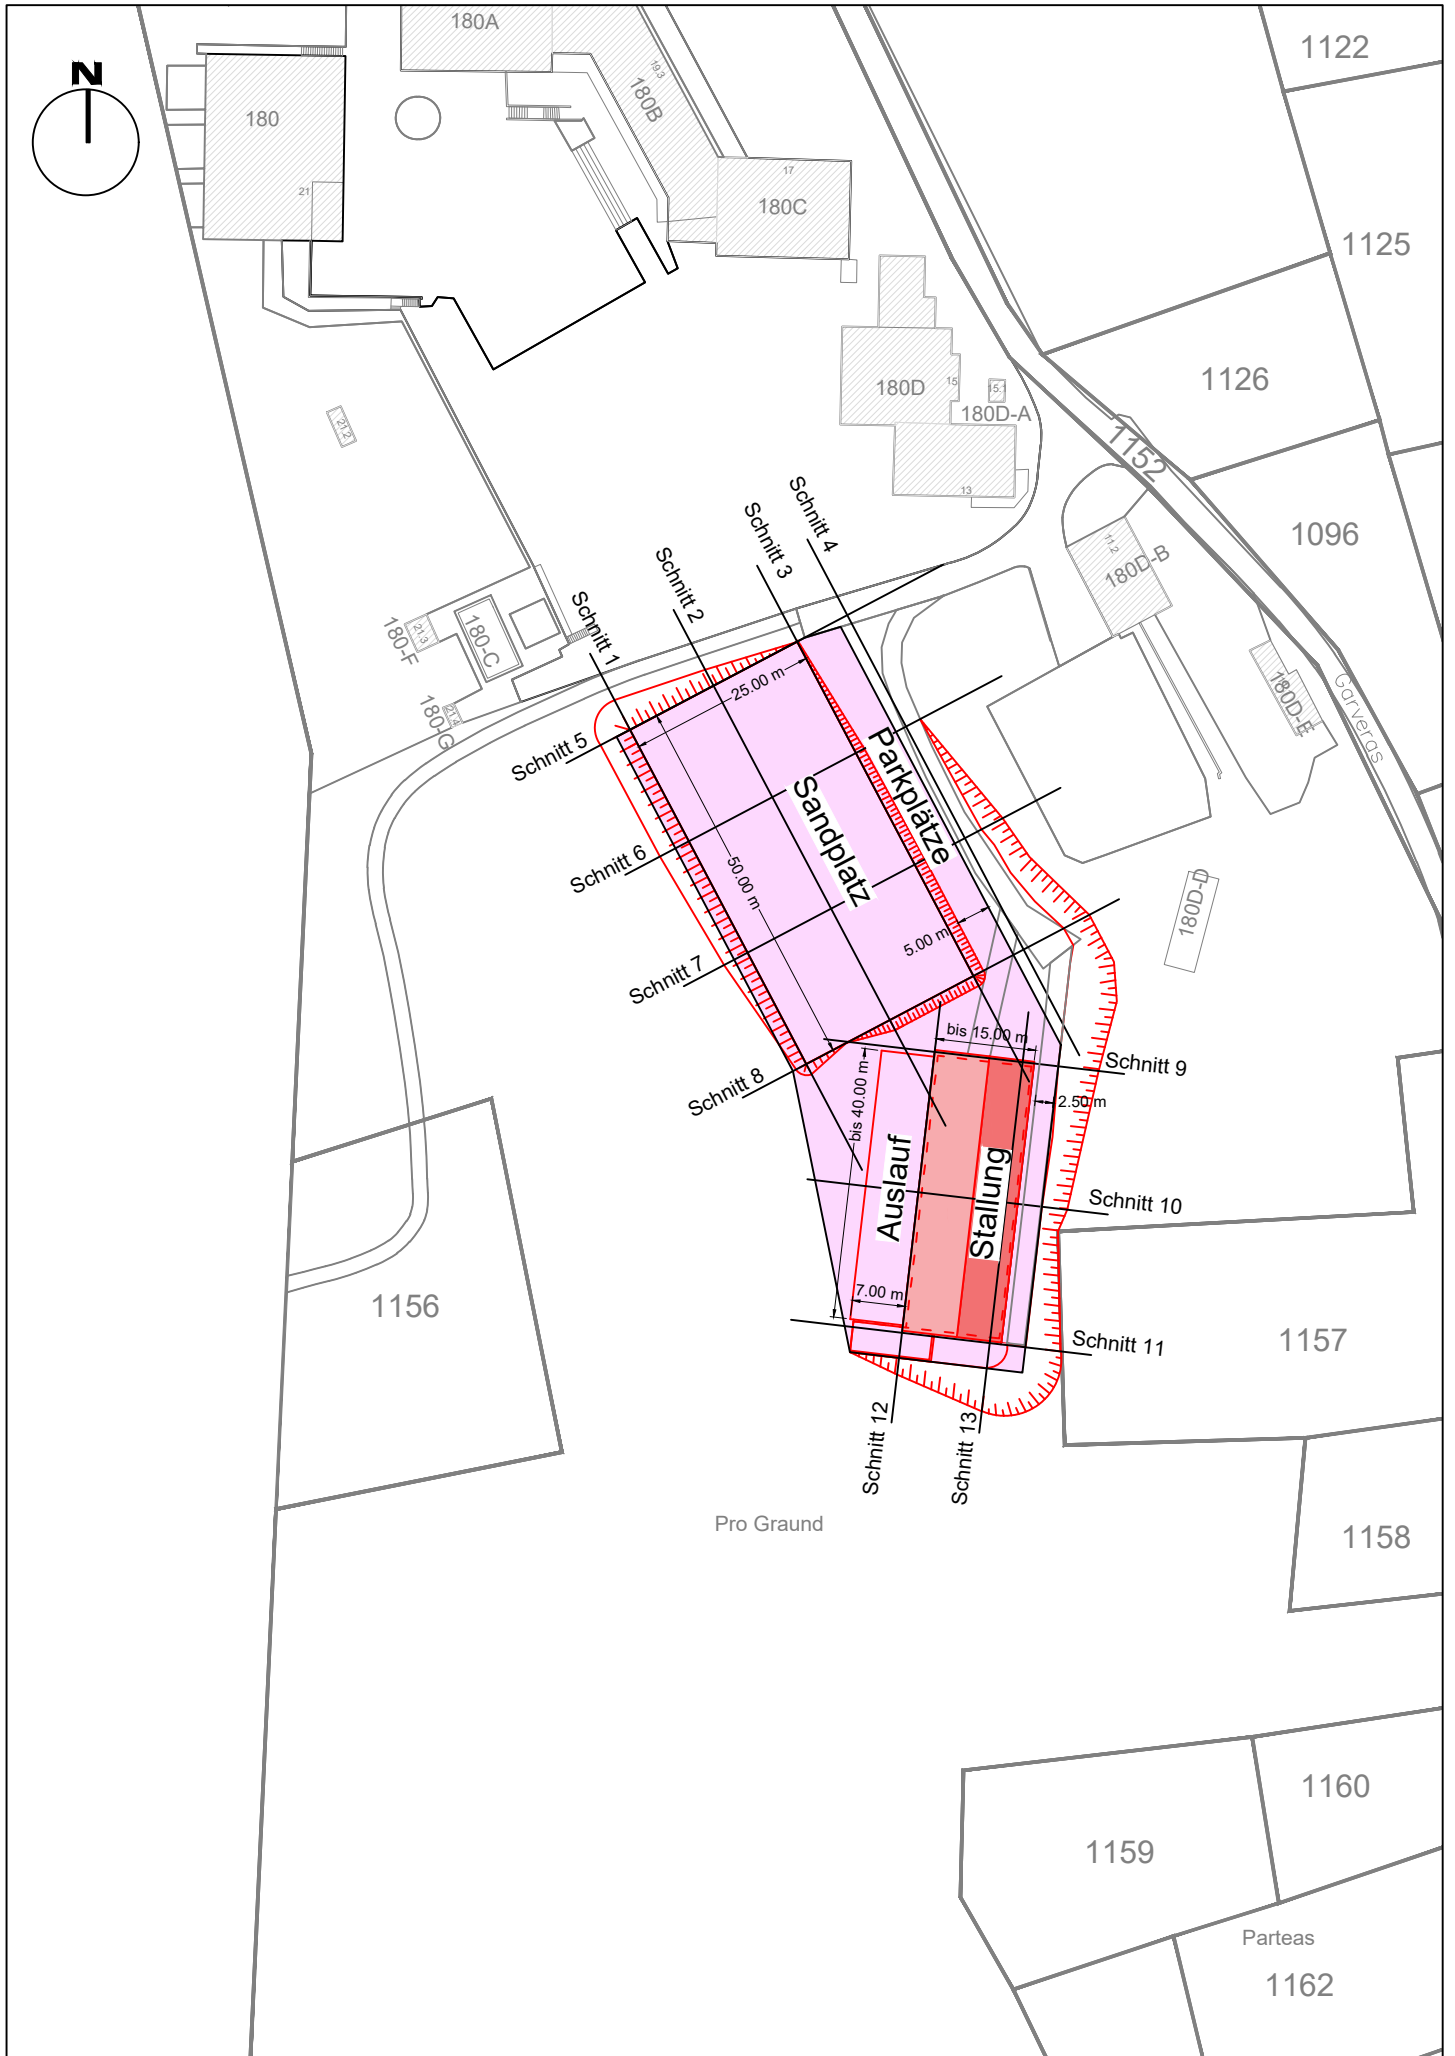 180A
1122
19.3
N
180B
180
17
21
180C
1125
1126
15
15.1
180D
180D-A
21.2
1152
13
Schnitt 4
Schnitt 3
1096
11.2
180D-B
Schnitt 2
Schnitt 1
21.3
180-F
180-C
21.4
180-G
180D-E
Garveras
25.00 m
Schnitt 5
Parkplätze
Sandplatz
Schnitt 6
50.00 m
180D-D
5.00 m
Schnitt 7
bis 15.00 m
Schnitt 8
Schnitt 9
2.50 m
bis 40.00 m
Auslauf
Stallung
Schnitt 10
7.00 m
1156
1157
Schnitt 11
Schnitt 12
Schnitt 13
Pro Graund
1158
1160
1159
Parteas
1162